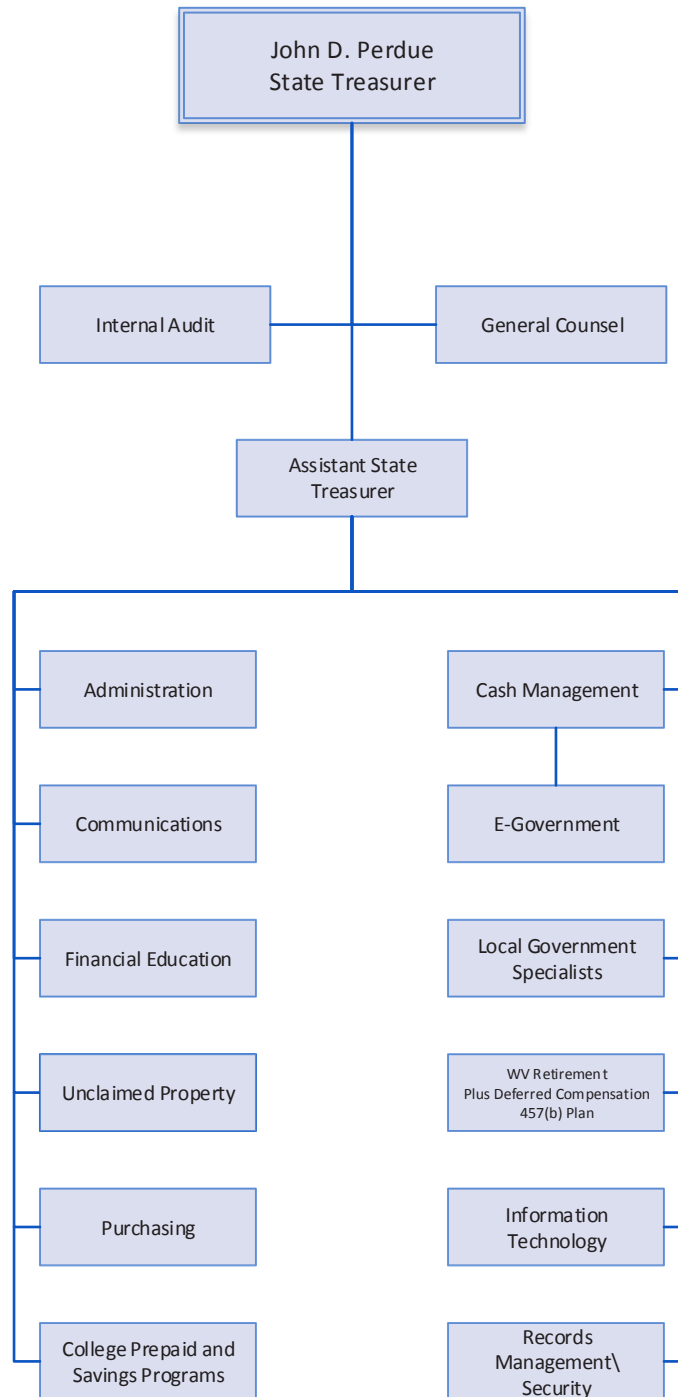 John D. Perdue
State Treasurer
Internal Audit
General Counsel
Assistant State
Treasurer
Administration
Cash Management
Communications
E-Government
Financial Education
Local Government
Specialists
Unclaimed Property
WV Retirement
Plus Deferred Compensation
457(b) Plan
Purchasing
Information
Technology
College Prepaid and
Savings Programs
Records
Management\
Security